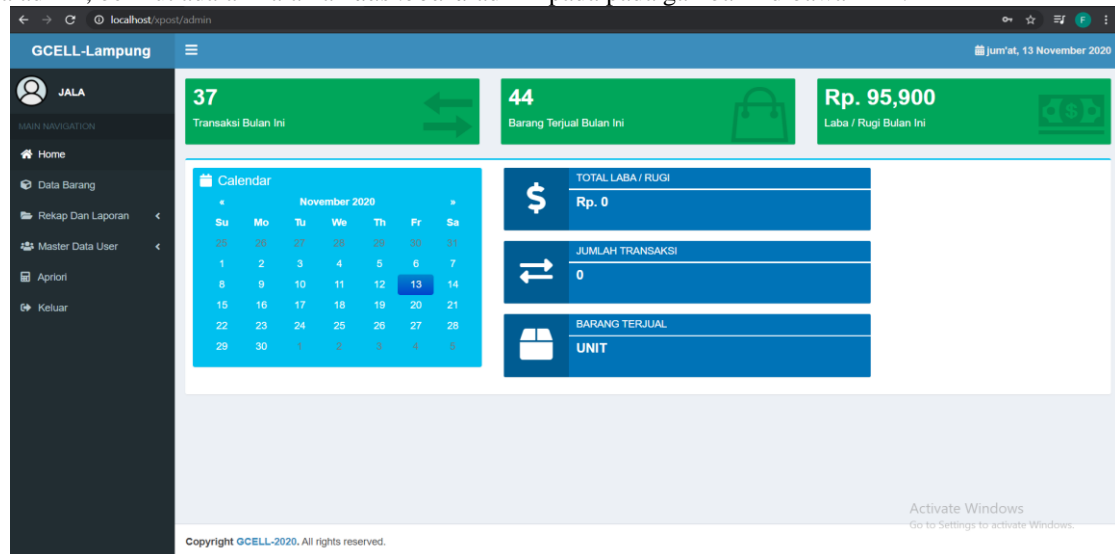 localhost/xpost/admin
F
GCELL-Lampung
jum'at, 13 November 2020
JALA
MAIN NAVIGATION
Home
Data Barang
Rekap Dan Laporan
Master Data User
Apriori
Keluar
37
Transaksi Bulan Ini
44
Barang Terjual Bulan Ini
Rp. 95,900
Laba / Rugi Bulan Ini
Calendar
« November 2020 »
Su Mo Tu We Th Fr Sa
25 26 27 28 29 30 31
1 2 3 4 5 6 7
8 9 10 11 12 13 14
15 16 17 18 19 20 21
22 23 24 25 26 27 28
29 30 1 2 3 4 5
TOTAL LABA / RUGI
Rp. 0
JUMLAH TRANSAKSI
0
BARANG TERJUAL
UNIT
Activate Windows
Go to Settings to activate Windows.
Copyright GCELL-2020. All rights reserved.